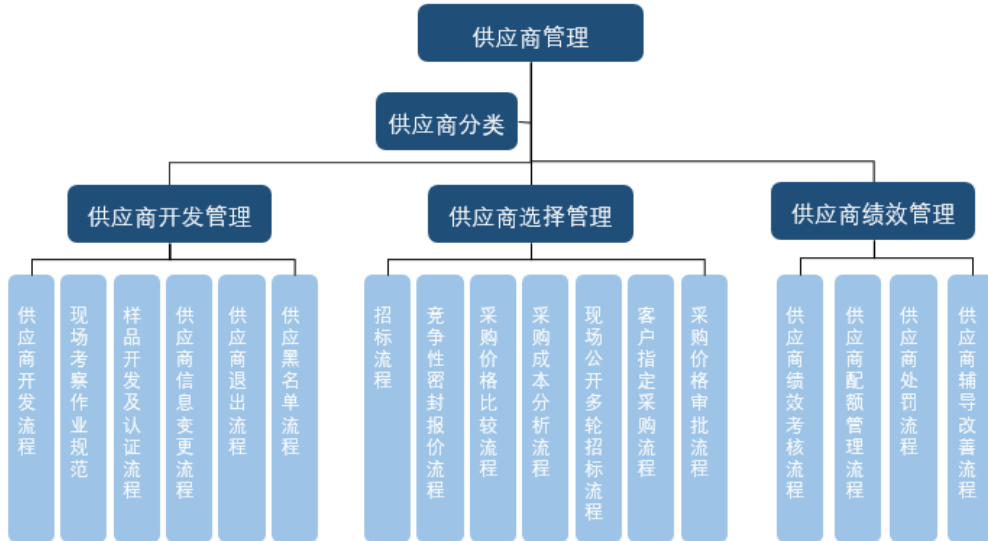 供应商管理
供应商分类
供应商开发管理
供应商选择管理
供应商绩效管理
供应商开发流程
现场考察作业规范
样品开发及认证流程
供应商信息变更流程
供应商退出流程
供应黑名单流程
招标流程
竞争性密封报价流程
采购价格比较流程
采购成本分析流程
现场公开多轮招标流程
客户指定采购流程
采购价格审批流程
供应商绩效考核流程
供应商配额管理流程
供应商处罚流程
供应商辅导改善流程